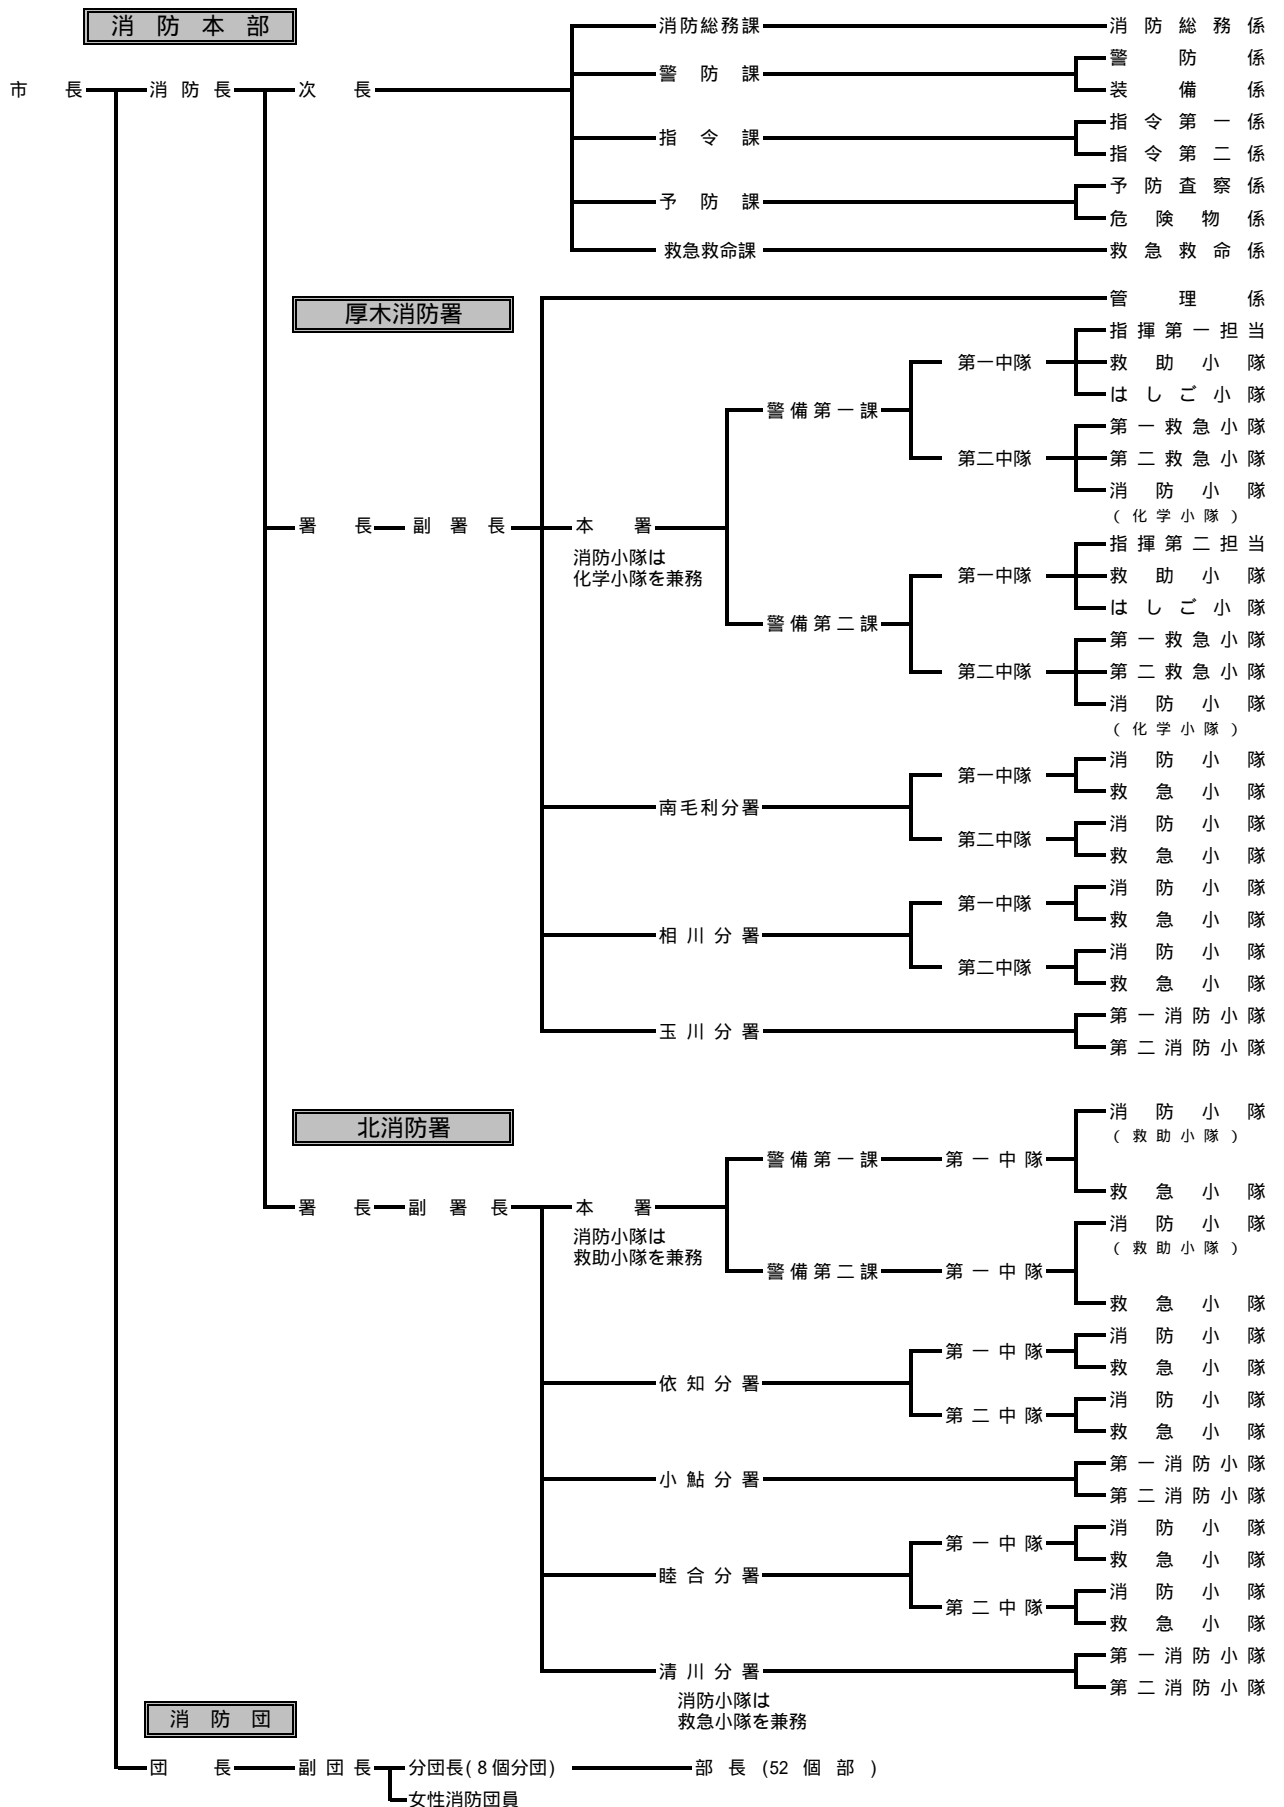 消防本部
消防総務課 消防総務係
警防課 警防係
市長 消防長 次長 装備係
指令課 指令第一係
指令第二係
予防課 予防査察係
危険物係
救急救命課 救急救命係
厚木消防署 管理係
指揮第一担当
第一中隊 救助小隊
はしご小隊
警備第一課
第一救急小隊
第二中隊 第二救急小隊
消防小隊
(化学小隊)
署長 副署長 本署
消防小隊は
化学小隊を兼務
指揮第二担当
第一中隊 救助小隊
はしご小隊
警備第二課
第一救急小隊
第二中隊 第二救急小隊
消防小隊
(化学小隊)
消防小隊
第一中隊
救急小隊
南毛利分署
消防小隊
第二中隊
救急小隊
消防小隊
第一中隊
救急小隊
相川分署
消防小隊
第二中隊
救急小隊
第一消防小隊
玉川分署
第二消防小隊
北消防署
消防小隊
(救助小隊)
警備第一課 第一中隊
救急小隊
署長 副署長 本署
消防小隊は
救助小隊を兼務
消防小隊
(救助小隊)
警備第二課 第一中隊
救急小隊
消防小隊
第一中隊
救急小隊
依知分署
消防小隊
第二中隊
救急小隊
第一消防小隊
小鮎分署
第二消防小隊
消防小隊
第一中隊
救急小隊
睦合分署
消防小隊
第二中隊
救急小隊
第一消防小隊
清川分署
第二消防小隊
消防小隊は
救急小隊を兼務
消防団
団長 副団長 分団長(8個分団) 部長(52個部)
女性消防団員